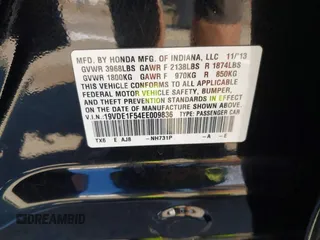 MFD. BY HONDA MFG. OF INDIANA, LLC 11/13
GVWR 3968LBS GAWR F 2138LBS R 1874LBS
GVWR 1800KG GAWR F 970KG R 850KG
THIS VEHICLE CONFORMS TO ALL APPLICABLE
FEDERAL MOTOR VEHICLE SAFETY, BUMPER,
AND THEFT PREVENTION STANDARDS IN EFFECT
ON THE DATE OF MANUFACTURE SHOWN ABOVE.
V.I.N.: 19VDE1F54EE009836 TYPE: PASSENGER CAR
TX6 E AJ8 -NH731P -A
DREAMBID